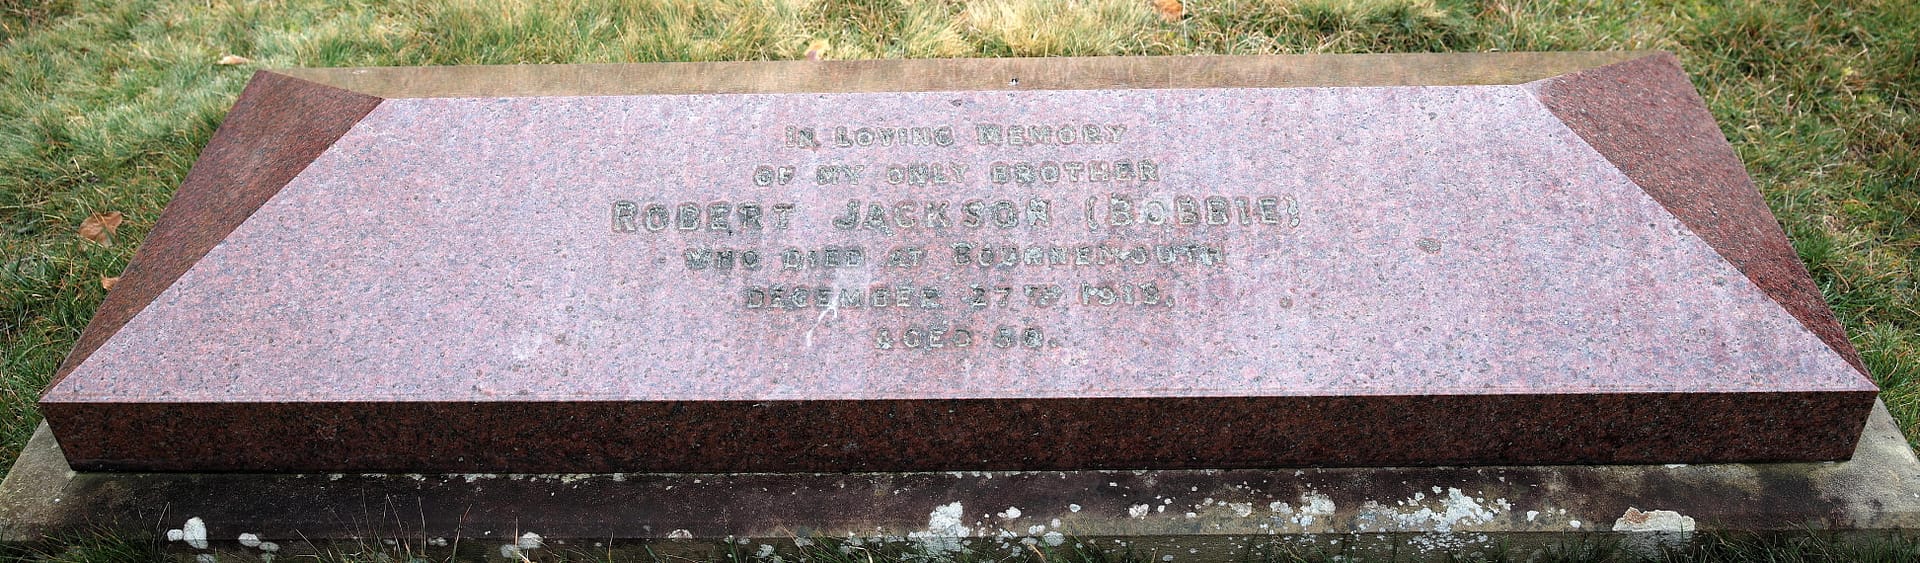 IN LOVING MEMORY
OF MY ONLY BROTHER
ROBERT JACKSON (BOBBIE)
WHO DIED AT BOURNEMOUTH
DECEMBER 27TH
AGED